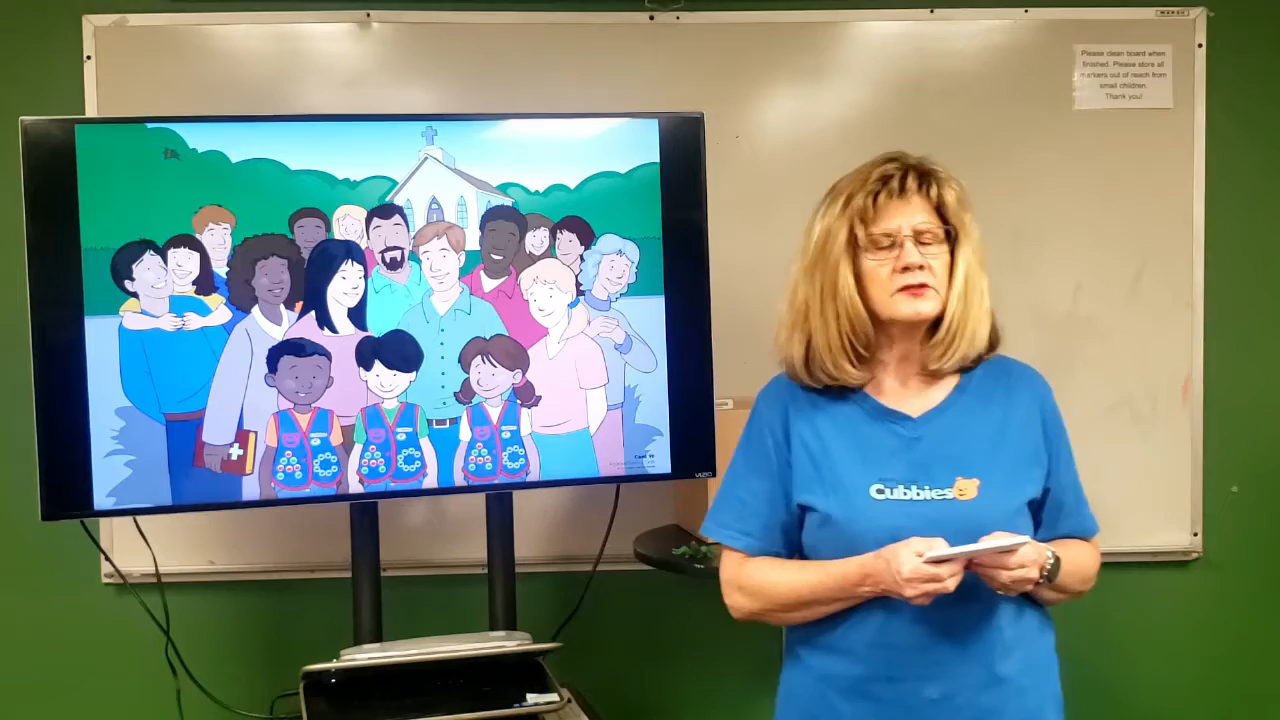 Please clean board when
finished. Please store all
markers out of reach from
small children.
Thank you!
VIZIO
Cubbies